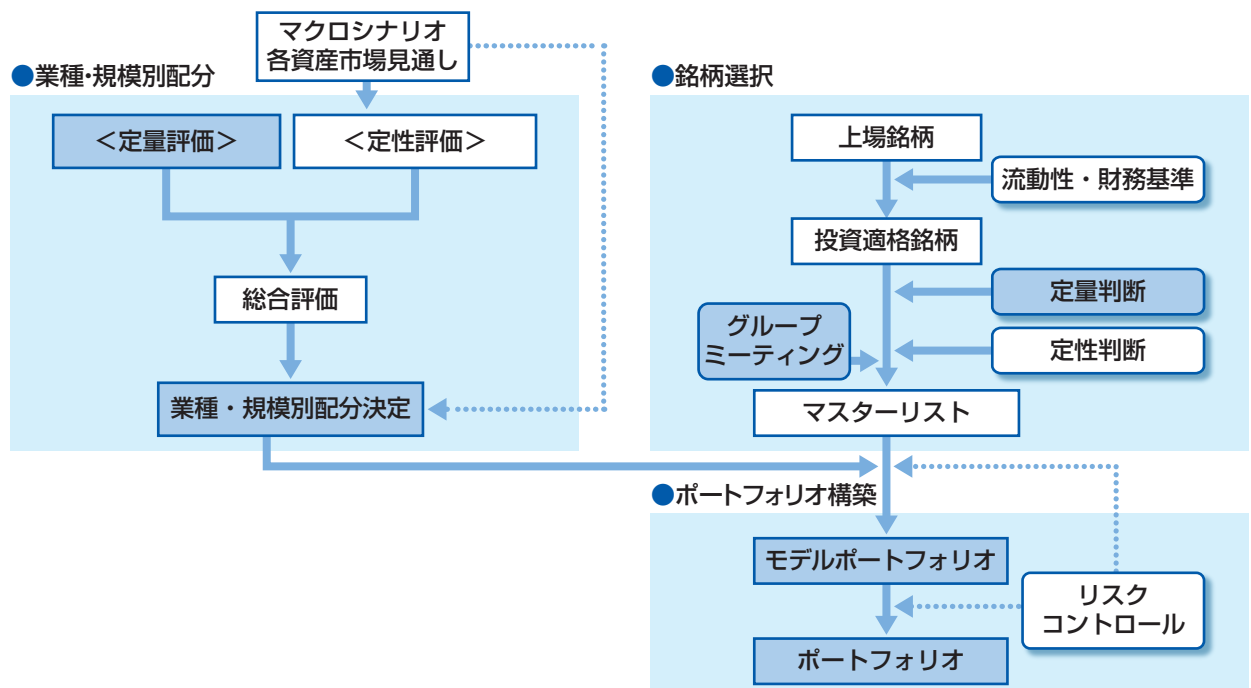 マクロシナリオ
各資産市場見通し
●業種・規模別配分
＜定量評価＞
＜定性評価＞
総合評価
業種・規模別配分決定
●銘柄選択
上場銘柄
流動性・財務基準
投資適格銘柄
定量判断
グループ
ミーティング
定性判断
マスターリスト
●ポートフォリオ構築
モデルポートフォリオ
リスク
コントロール
ポートフォリオ